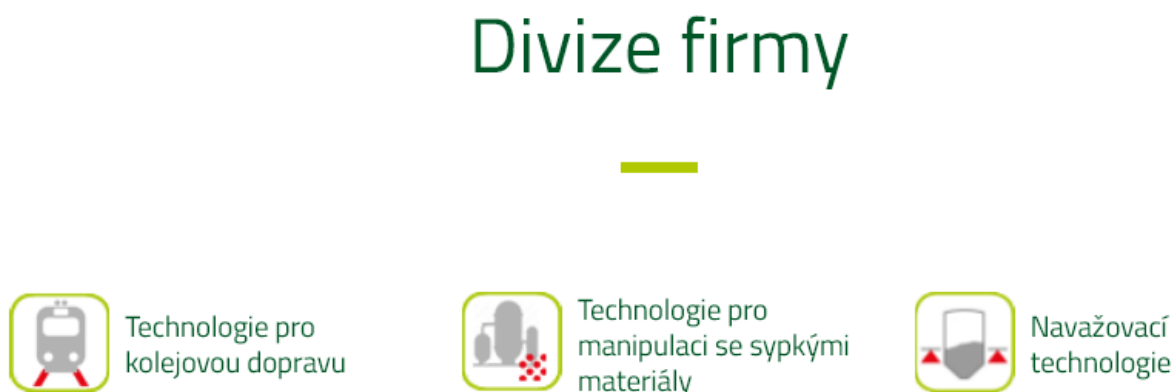 Divize firmy
Technologie pro
kolejovou dopravu
Technologie pro
manipulaci se sypkými
materiály
Navažovací
technologie